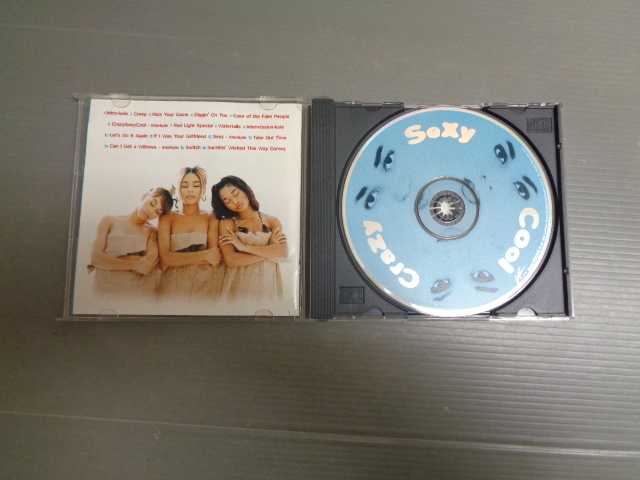 Intro-lude Creep Kick Your Game Diggin' On You Case of the Fake People
CrazySexyCool - Interlude Red Light Special Waterfalls Intermission-lude
Let's Do It Again If I Was Your Girlfriend Sexy - Interlude Take Our Time
Can I Get a Witness - Interlude Switch Sumthin' Wicked This Way Comes
Sexy
Cool
Crazy